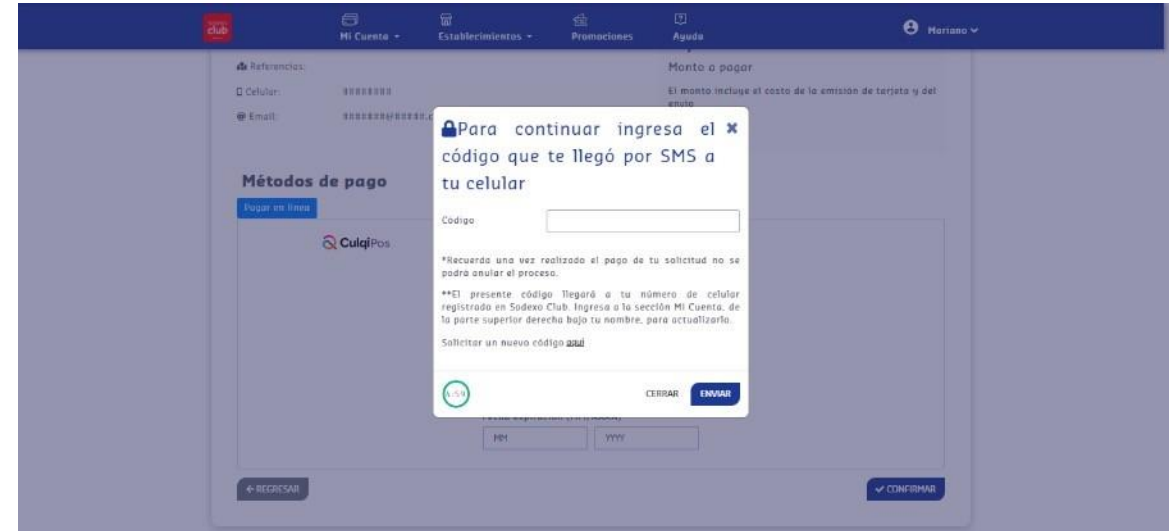 club
Mi Cuenta
Establecimientos
Promociones
Ayuda
Mariano
Referencias:
Celular: ########
Email:
Monto a pagar
El monto incluye el costo de la emisión de tarjeta y del
envío
Métodos de pago
Pagar en línea
CulqiPos
Para continuar ingresa el
código que te llegó por SMS a
tu celular
Código
*Recuerda una vez realizado el pago de tu solicitud no se
podrá anular el proceso.
**El presente código llegará a tu número de celular
registrado en Sodexo Club. Ingresa a la sección Mi Cuenta, de
la parte superior derecha bajo tu nombre, para actualizarlo.
Solicitar un nuevo código aquí
CERRAR
ENVIAR
MM
YYYY
REGRESAR
CONFIRMAR